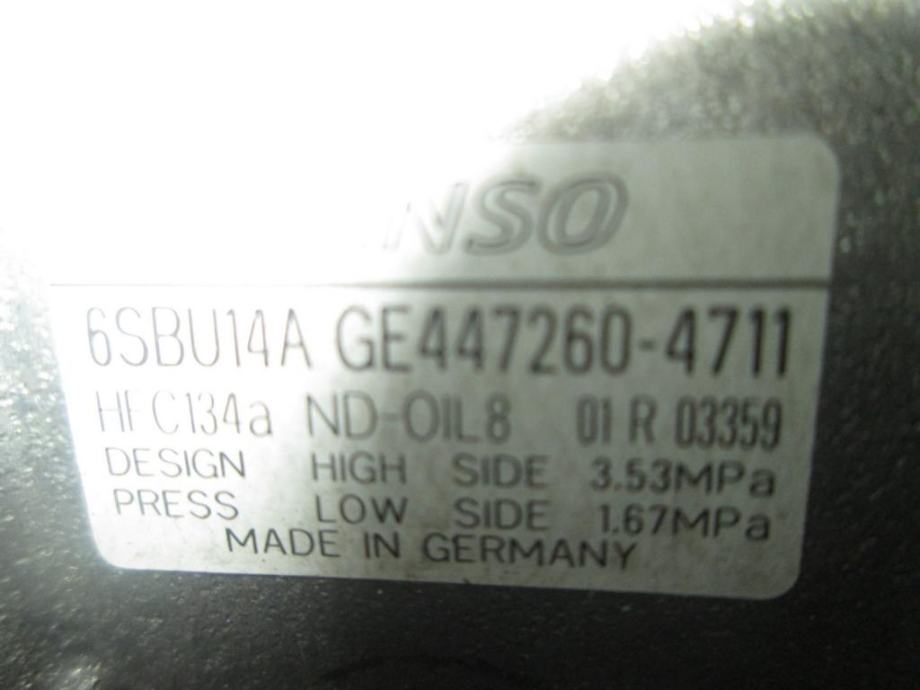 NSO
6SBU14A GE447260-4711
HFC134a ND-OIL8 01 R 03359
DESIGN HIGH SIDE 3.53MPa
PRESS LOW SIDE 1.67MPa
MADE IN GERMANY